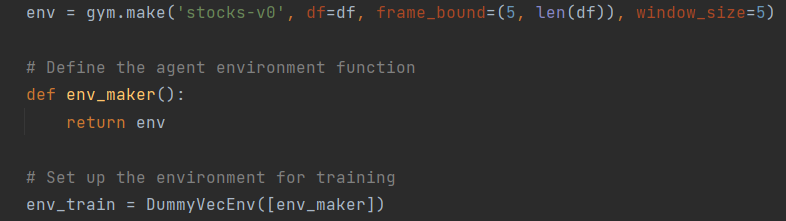 env = gym.make('stocks-v0', df=df, frame_bound=(5, len(df)), window_size=5)
# Define the agent environment function
def env_maker():
    return env
# Set up the environment for training
env_train = DummyVecEnv([env_maker])